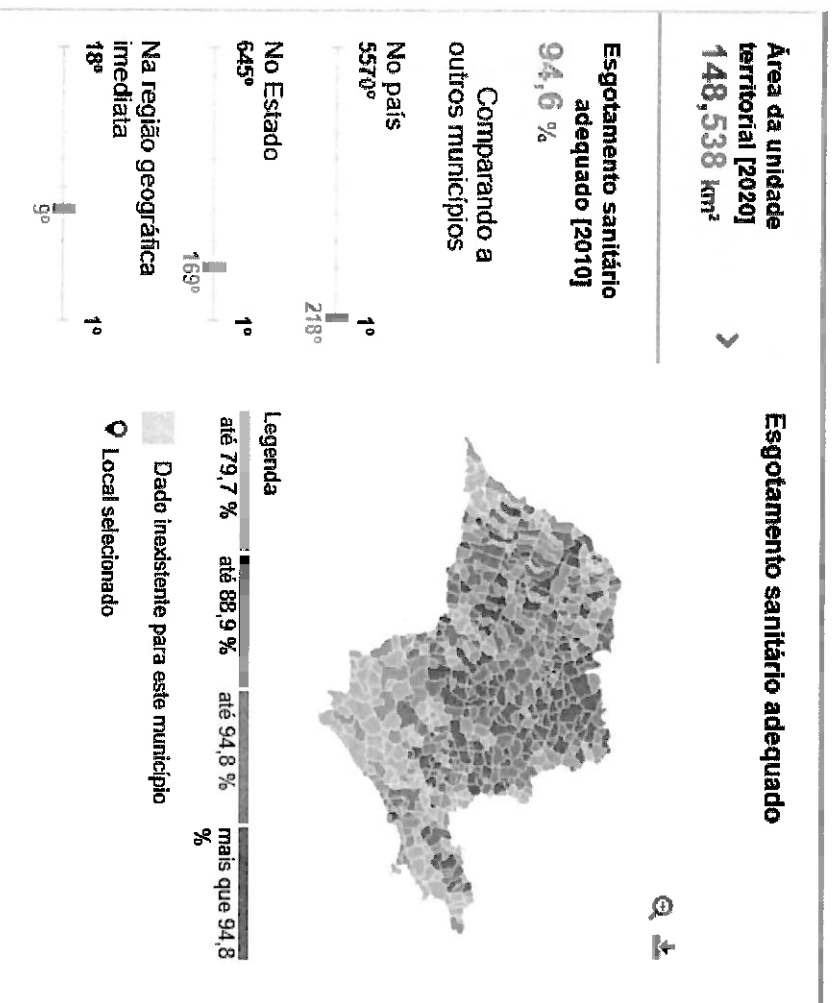 Área da unidade
territorial [2020]
148,538 km²
Esgotamento sanitário
adequado [2010]
94,6 %
Comparando a
outros municípios
No país
5570º
1º
218º
No Estado
645º
1º
169º
Na região geográfica
imediata
18º
1º
9º
Esgotamento sanitário adequado
Legenda
até 79,7 %
até 88,9 %
até 94,8 %
mais que 94,8
%
Dado inexistente para este município
Local selecionado